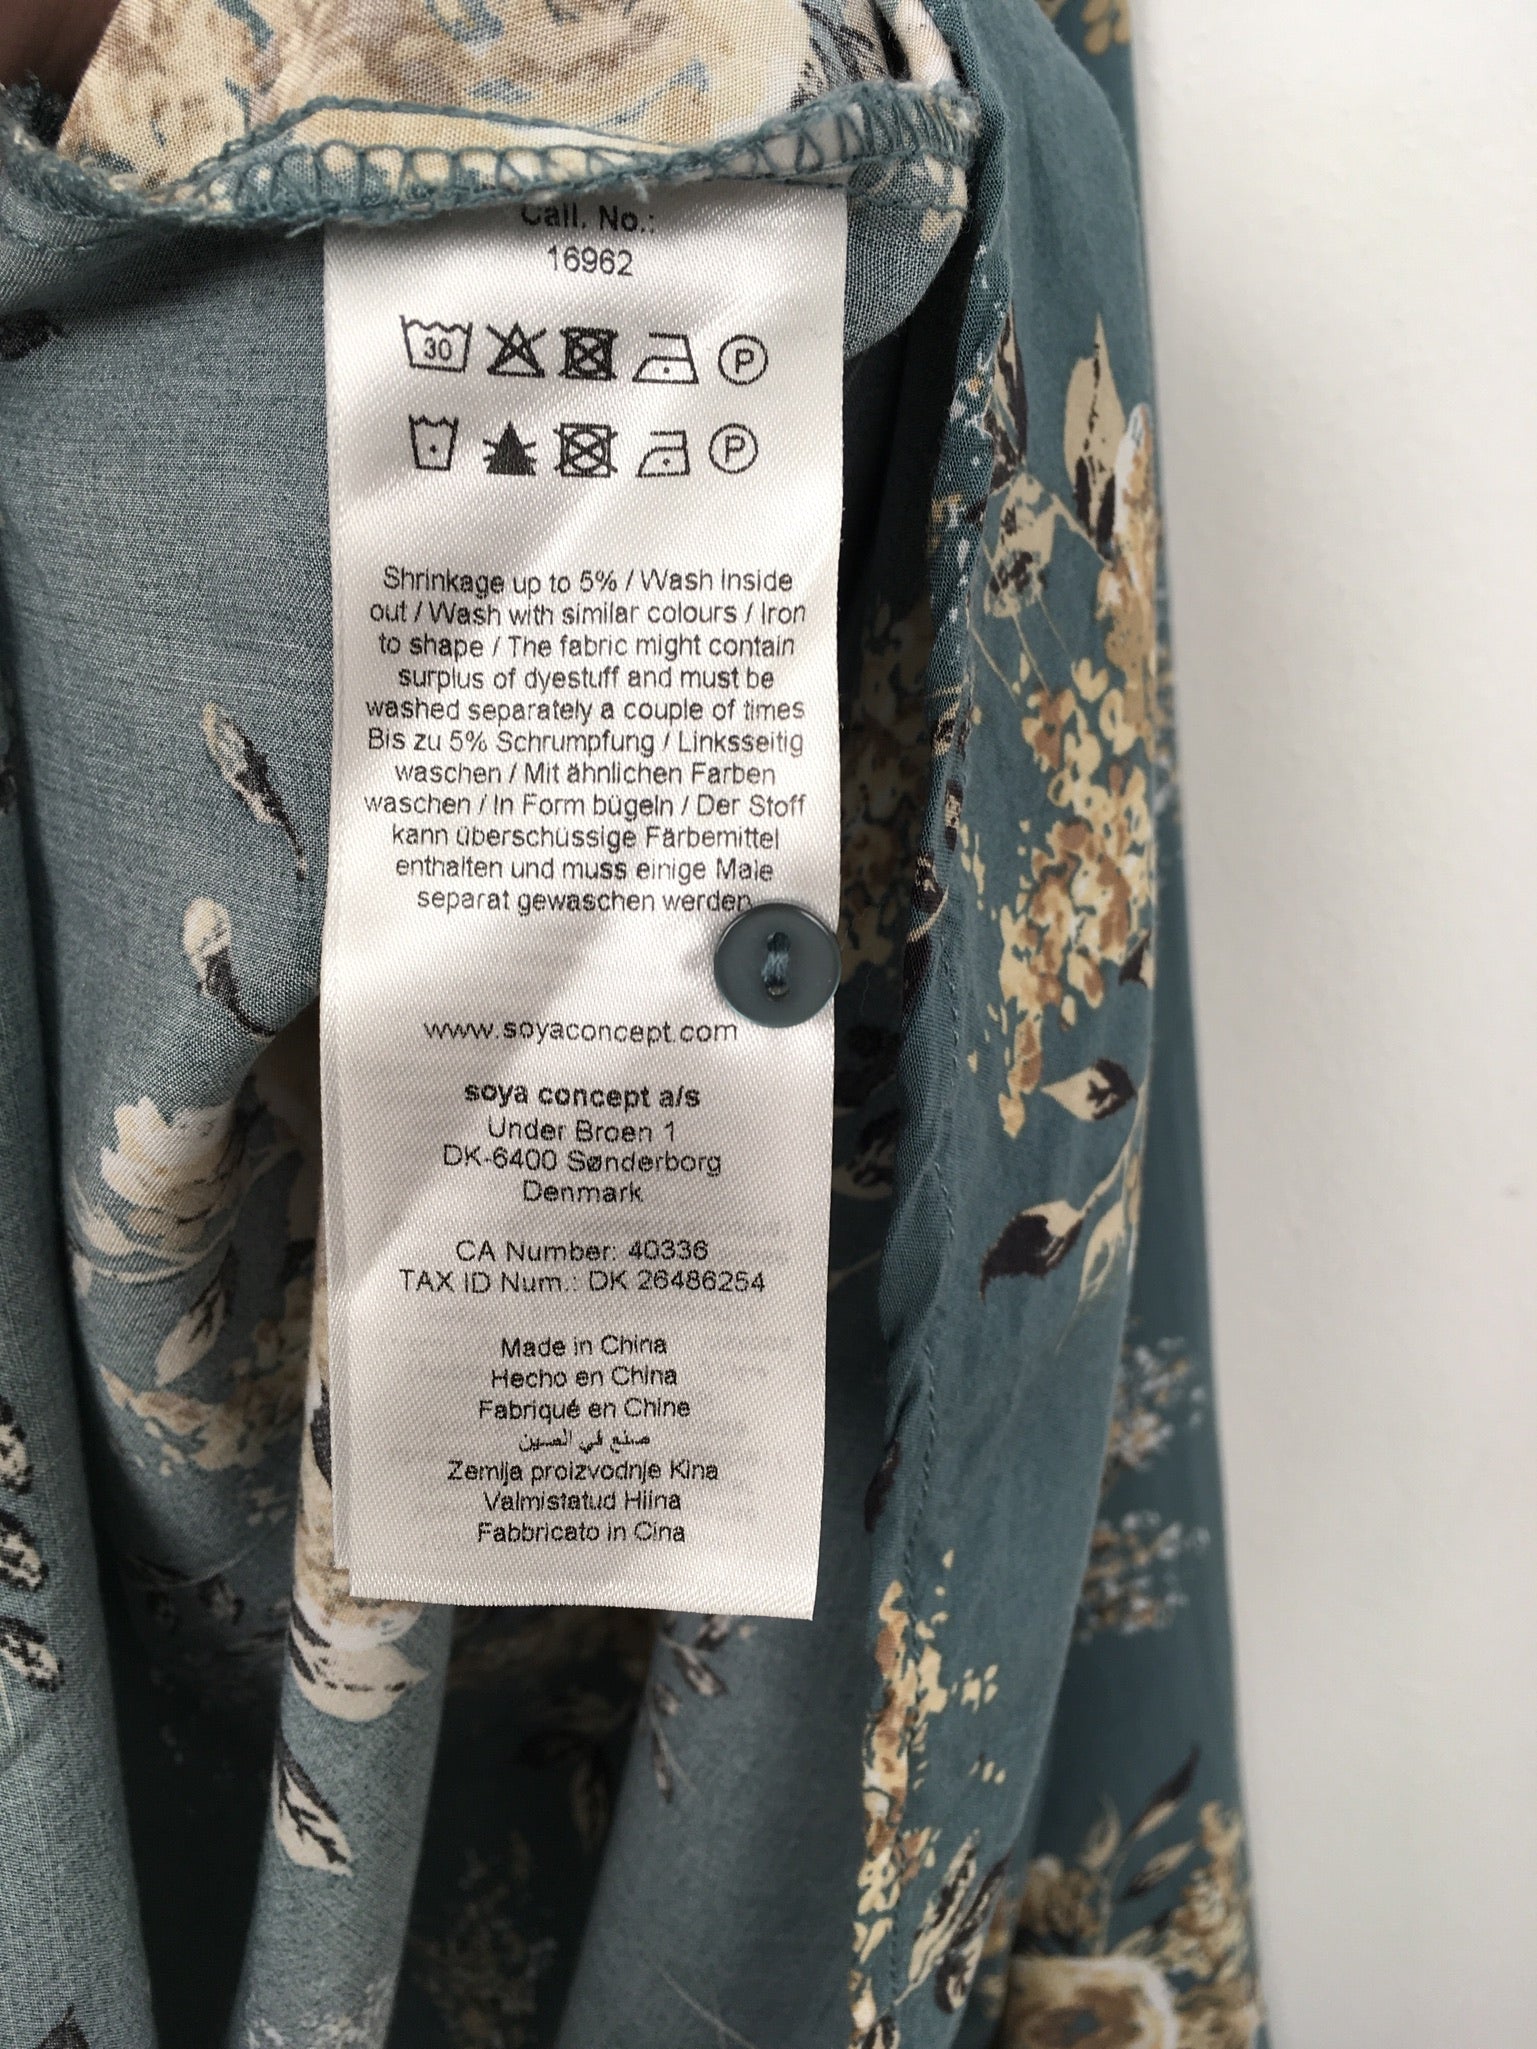 Call. No.:
16962
30
P
P
Shrinkage up to 5% / Wash inside
out / Wash with similar colours / Iron
to shape / The fabric might contain
surplus of dyestuff and must be
washed separately a couple of times
Bis zu 5% Schrumpfung / Linksseitig
waschen / Mit ähnlichen Farben
waschen / In Form bügeln / Der Stoff
kann überschüssige Färbemittel
enthalten und muss einige Male
separat gewaschen werden
www.soyaconcept.com
soya concept a/s
Under Broen 1
DK-6400 Sønderborg
Denmark
CA Number: 40336
TAX ID Num.: DK 26486254
Made in China
Hecho en China
Fabriqué en Chine
صنع في الصين
Zemlja proizvodnje Kina
Valmistatud Hiina
Fabbricato in Cina